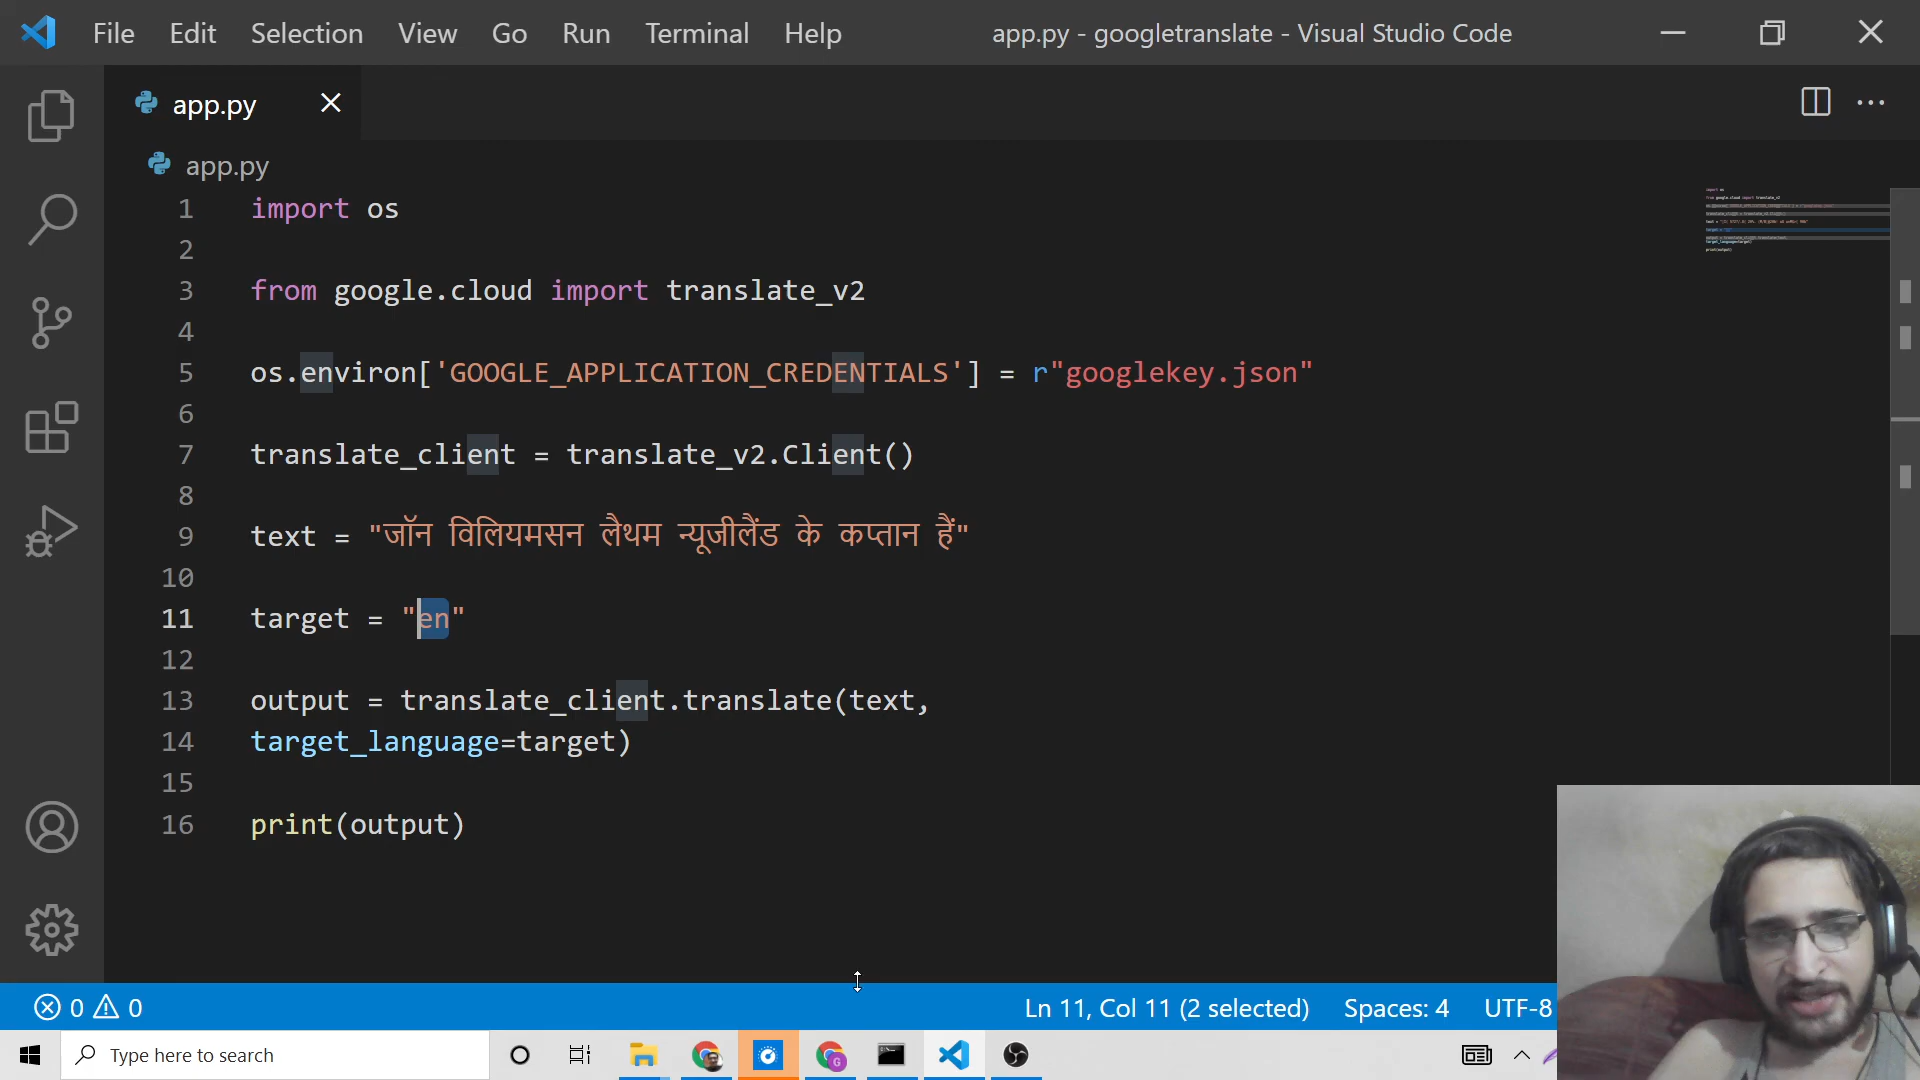 File Edit Selection View Go Run Terminal Help app.py - googletranslate - Visual Studio Code
app.py
app.py
1 import os
2
3 from google.cloud import translate_v2
4
5 os.environ['GOOGLE_APPLICATION_CREDENTIALS'] = r"googlekey.json"
6
7 translate_client = translate_v2.Client()
8
9 text = "जॉन विलियमसन लैथम न्यूजीलैंड के कप्तान हैं"
10
11 target = "en"
12
13 output = translate_client.translate(text,
14 target_language=target)
15
16 print(output)
0 0 Ln 11, Col 11 (2 selected) Spaces: 4 UTF-8
Type here to search